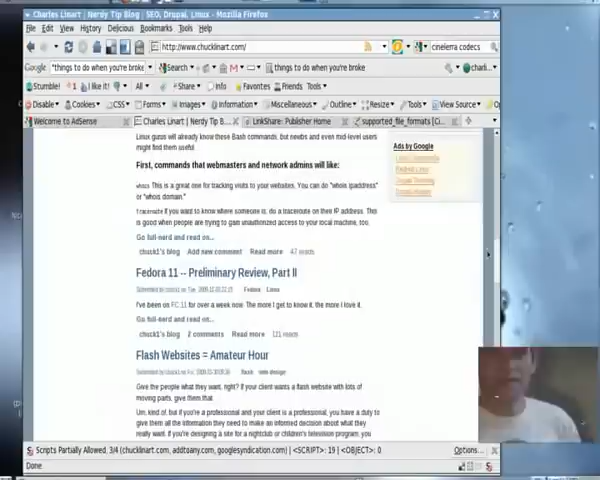 Charles Linart | Nerdy Tip Blog | SEO, Drupal, Linux - Mozilla Firefox
File Edit View History Delicious Bookmarks Tools Help
http://www.chucklinart.com/
cinelerra codecs
Google "things to do when you're broke Search I like it! things to do when you're broke
Stumble! I like it! All Share Info Favorites Friends Tools
Disable Cookies CSS Forms Images Information Miscellaneous Outline Resize Tools View Source
Welcome to AdSense Charles Linart | Nerdy Tip B... LinkShare: Publisher Home supported_file_formats [Ci...
Linux gurus will already know these Bash commands, but newbs and even mid-level users
might find them useful.
Ads by Google
First, commands that webmasters and network admins will like:
whois This is a great one for tracking visits to your websites. You can do "whois ipaddress"
or "whois domain."
traceroute If you want to know where someone is, do a traceroute on their IP address. This
is good when people are trying to gain unauthorized access to your local machine, too.
Go full-nerd and read on...
chuck1's blog Add new comment Read more 47 reads
Fedora 11 -- Preliminary Review, Part II
Fedora Linux
I've been on FC 11 for over a week now. The more I get to know it, the more I love it.
Go full-nerd and read on...
chuck1's blog 2 comments Read more 121 reads
Flash Websites = Amateur Hour
Give the people what they want, right? If your client wants a flash website with lots of
moving parts, give them that
Um, kind of, but if you're a professional and your client is a professional, you have a duty to
give them all the information they need to make an informed decision about what they
really want. If you're designing a site for a nightclub or children's television program, you
Scripts Partially Allowed, 3/4 (chucklinart.com, addtoany.com, googlesyndication.com) | <SCRIPT>: 19 | <OBJECT>: 0
Options...
Done